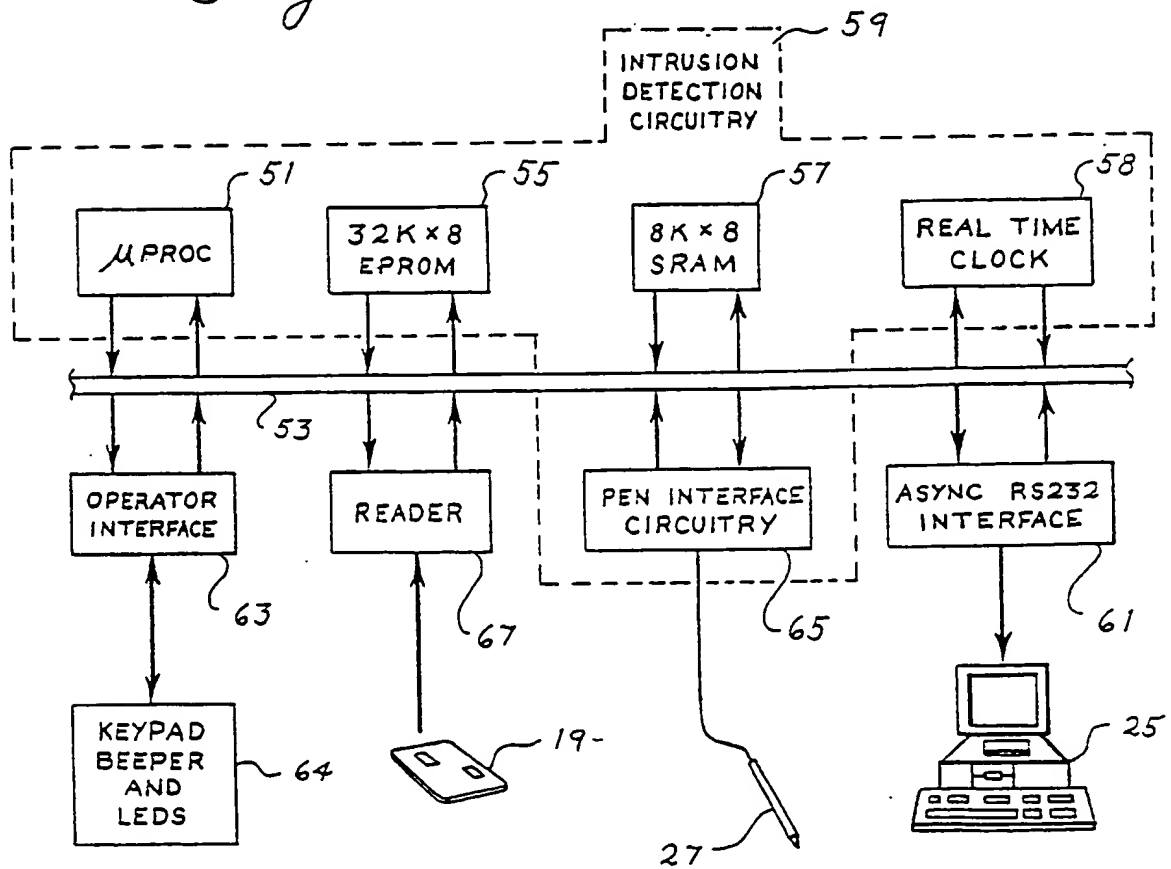 59
INTRUSION
DETECTION
CIRCUITRY
51
55
57
58
μPROC
32K × 8
EPROM
8K × 8
SRAM
REAL TIME
CLOCK
53
OPERATOR
INTERFACE
READER
PEN INTERFACE
CIRCUITRY
ASYNC RS232
INTERFACE
63
67
65
61
KEYPAD
BEEPER
AND
LEDS
64
19-
27
25